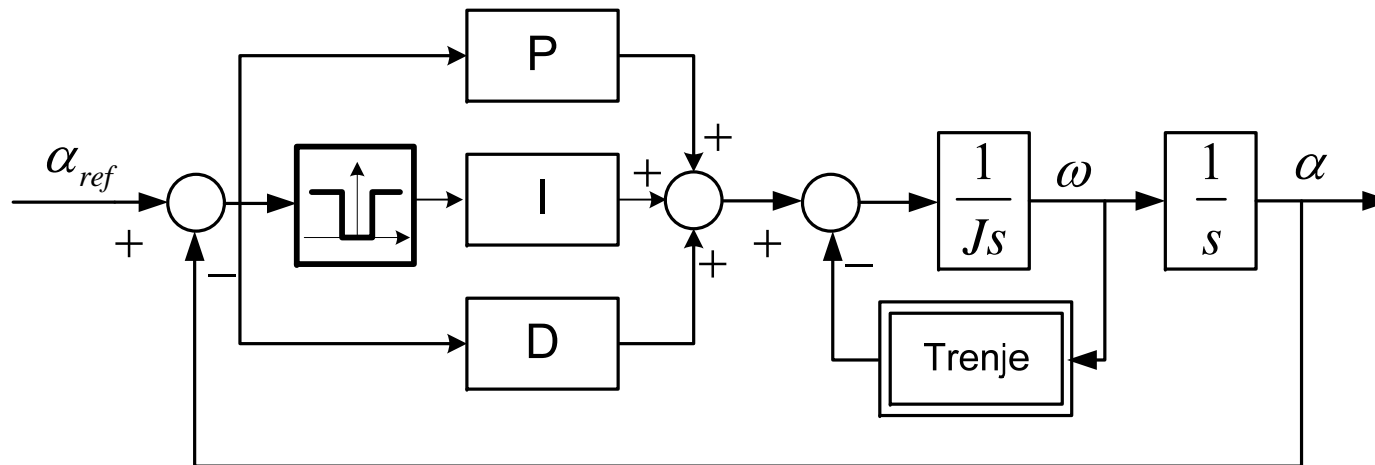 P
α_ref
+
−
I
D
+
+
+
+
−
1
Js
ω
1
s
α
Trenje